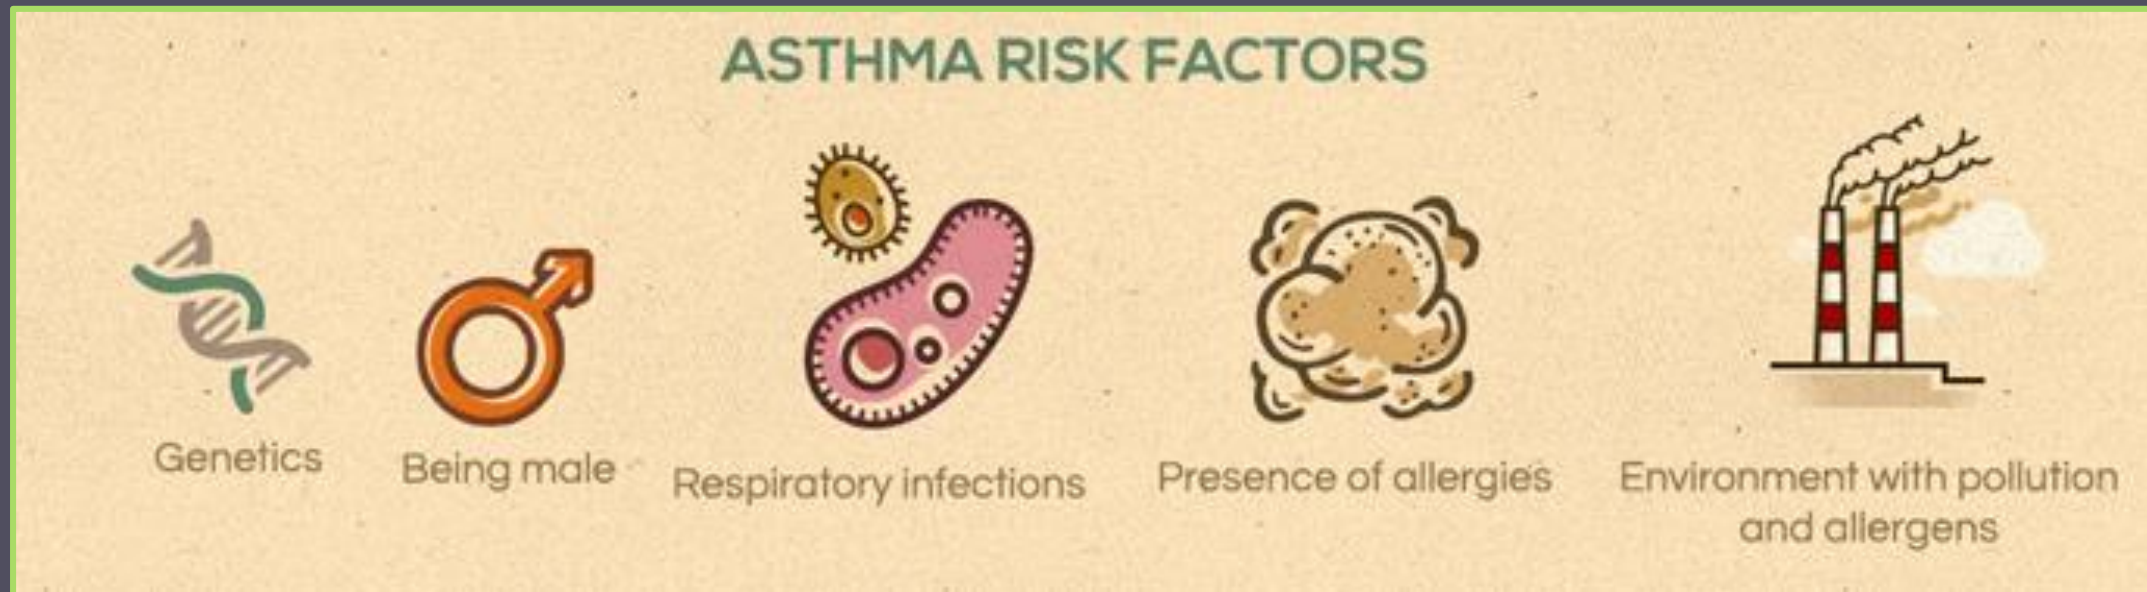 ASTHMA RISK FACTORS
Genetics
Being male
Respiratory infections
Presence of allergies
Environment with pollution
and allergens